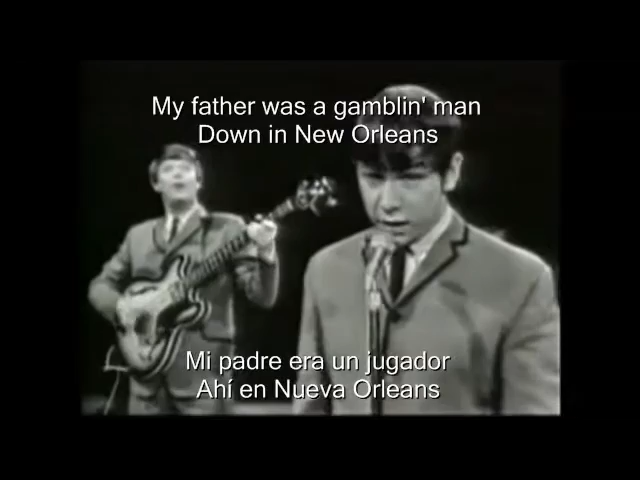 My father was a gamblin' man
Down in New Orleans
Mi padre era un jugador
Ahí en Nueva Orleans